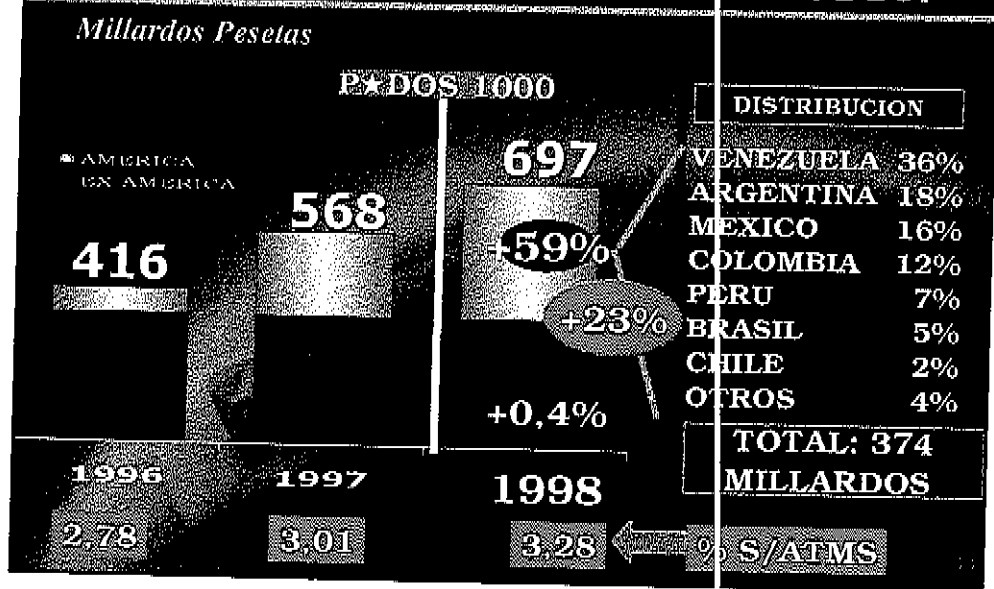 Millardos Pesetas
P★DOS 1000
AMERICA
EX AMERICA
416
568
697
+59%
+23%
+0,4%
1996
1997
1998
2,78
3,01
3,28
% S/ATMS
DISTRIBUCION
VENEZUELA 36%
ARGENTINA 18%
MEXICO 16%
COLOMBIA 12%
PERU 7%
BRASIL 5%
CHILE 2%
OTROS 4%
TOTAL: 374
MILLARDOS